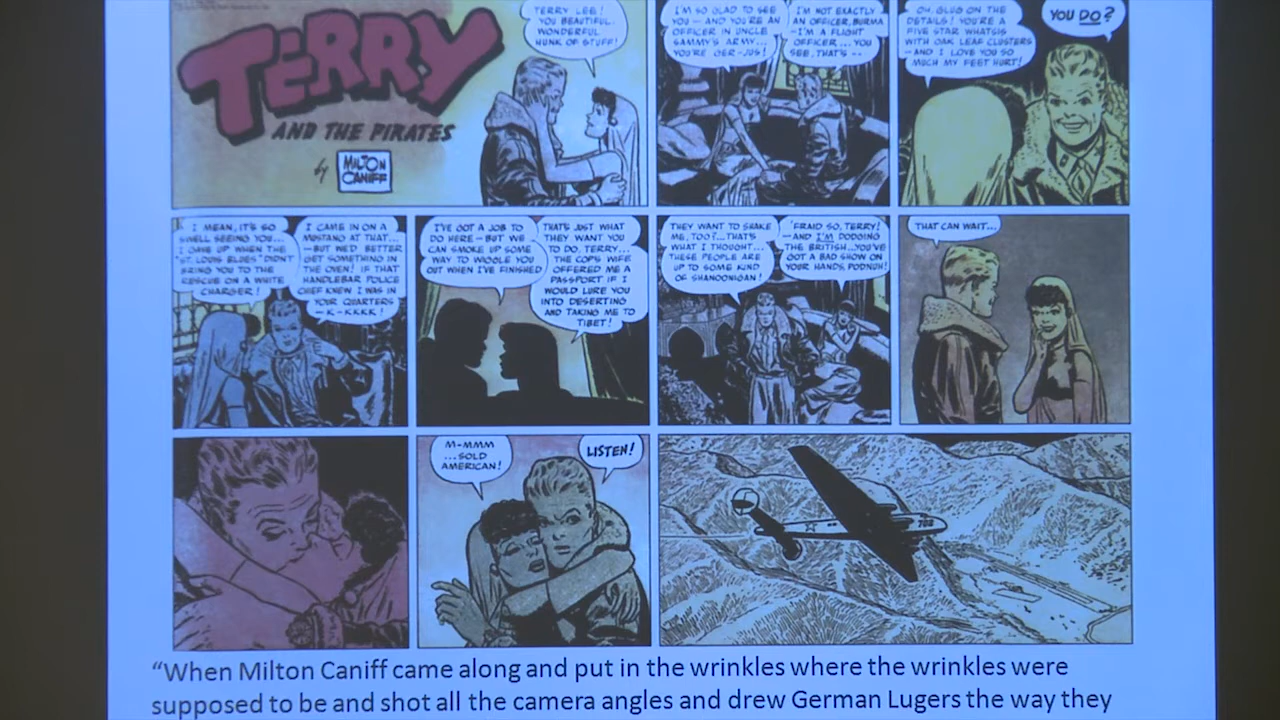 TERRY
AND THE PIRATES
by MILTON
CANIFF
TERRY LEE!
YOU BEAUTIFUL,
WONDERFUL
HUNK OF STUFF!
I'M SO GLAD TO SEE
YOU — AND YOU'RE AN
OFFICER IN UNCLE
SAMMY'S ARMY...
YOU'RE GER-JUS!
I'M NOT EXACTLY
AN OFFICER, BURMA
—I'M A FLIGHT
OFFICER...YOU
SEE, THAT'S --
OH, GLUG ON THE
DETAILS! YOU'RE A
FIVE STAR WHATSIS
WITH OAK LEAF CLUSTERS
—AND I LOVE YOU SO
MUCH MY FEET HURT!
YOU DO?
I MEAN, IT'S SO
SWELL SEEING YOU...
I COME UP WHEN THE
"ST. LOUIS BLUES" DIDN'T
BRING YOU TO THE
RESCUE ON A WHITE
CHARGER!
I CAME IN ON A
MUSTANG AT THAT...
—BUT WE'D BETTER
GET SOMETHING IN
THE OVEN! IF THAT
HANDLEBAR POLICE
CHIEF KNEW I WAS IN
YOUR QUARTERS
—K-KKKK!
I'VE GOT A JOB TO
DO HERE—BUT WE
CAN SMOKE UP SOME
WAY TO WIGGLE YOU
OUT WHEN I'VE FINISHED
THAT'S JUST WHAT
THEY WANT YOU
TO DO, TERRY...
THE COP'S WIFE
OFFERED ME A
PASSPORT IF I
WOULD LURE YOU
INTO DESERTING
AND TAKING ME TO
TIBET!
THEY WANT TO SHAKE
ME, TOO?...THAT'S
WHAT I THOUGHT...
THESE PEOPLE ARE
UP TO SOME KIND
OF SHANOONIGAN!
'FRAID SO, TERRY!
—AND I'M DODGING
THE BRITISH...YOU'VE
GOT A BAD SHOW ON
YOUR HANDS, PODNUH!
THAT CAN WAIT...
M-MMM
...SOLD
AMERICAN!
LISTEN!
“When Milton Caniff came along and put in the wrinkles where the wrinkles were
supposed to be and shot all the camera angles and drew German Lugers the way they